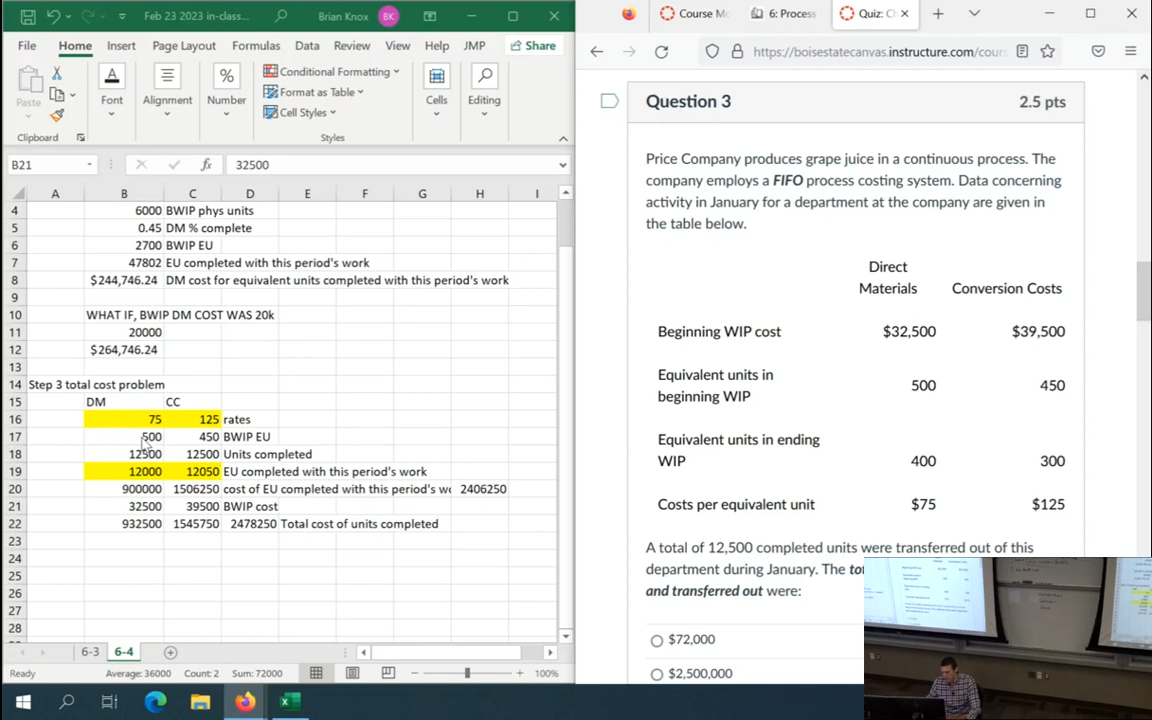 Feb 23 2023 in-class...
Brian Knox
BK
File
Home
Insert
Page Layout
Formulas
Data
Review
View
Help
JMP
Share
Paste
Clipboard
Font
Alignment
%
Number
Conditional Formatting
Format as Table
Cell Styles
Styles
Cells
Editing
B21
fx
32500
A B C D E F G H I
4 6000 BWIP phys units
5 0.45 DM % complete
6 2700 BWIP EU
7 47802 EU completed with this period's work
8 $244,746.24 DM cost for equivalent units completed with this period's work
9
10 WHAT IF, BWIP DM COST WAS 20k
11 20000
12 $264,746.24
13
14 Step 3 total cost problem
15 DM CC
16 75 125 rates
17 500 450 BWIP EU
18 12500 12500 Units completed
19 12000 12050 EU completed with this period's work
20 900000 1506250 cost of EU completed with this period's wo 2406250
21 32500 39500 BWIP cost
22 932500 1545750 2478250 Total cost of units completed
23
24
25
26
27
28
6-3
6-4
Ready
Average: 36000
Count: 2
Sum: 72000
100%
Course Me
6: Process
Quiz: Ch
https://boisestatecanvas.instructure.com/cours
Question 3
2.5 pts
Price Company produces grape juice in a continuous process. The
company employs a FIFO process costing system. Data concerning
activity in January for a department at the company are given in
the table below.
Direct
Materials
Conversion Costs
Beginning WIP cost
$32,500
$39,500
Equivalent units in
beginning WIP
500
450
Equivalent units in ending
WIP
400
300
Costs per equivalent unit
$75
$125
A total of 12,500 completed units were transferred out of this
department during January. The
and transferred out were:
$72,000
$2,500,000